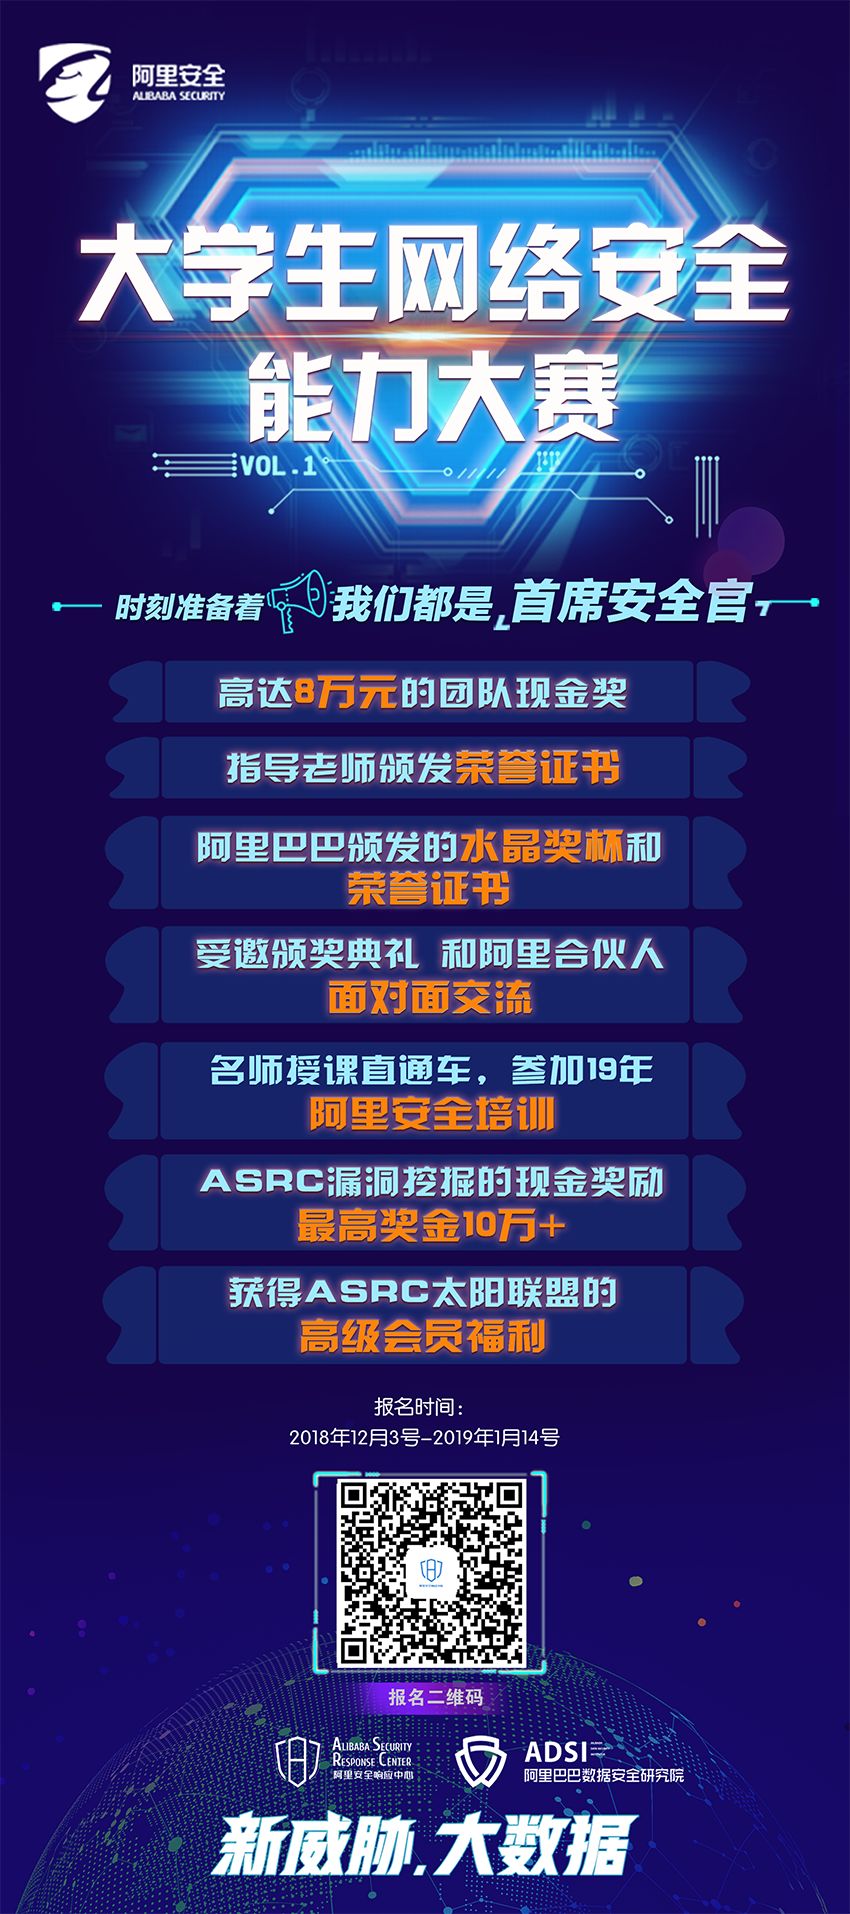 阿里安全
ALIBABA SECURITY
大学生网络安全
能力大赛
VOL.1
时刻准备着 我们都是「首席安全官」
高达8万元的团队现金奖
指导老师颁发荣誉证书
阿里巴巴颁发的水晶奖杯和
荣誉证书
受邀颁奖典礼 和阿里合伙人
面对面交流
名师授课直通车，参加19年
阿里安全培训
ASRC漏洞挖掘的现金奖励
最高奖金10万+
获得ASRC太阳联盟的
高级会员福利
报名时间：
2018年12月3号-2019年1月14号
报名二维码
ALIBABA SECURITY
RESPONSE CENTER
阿里安全响应中心
ADSI
阿里巴巴数据安全研究院
新威胁.大数据